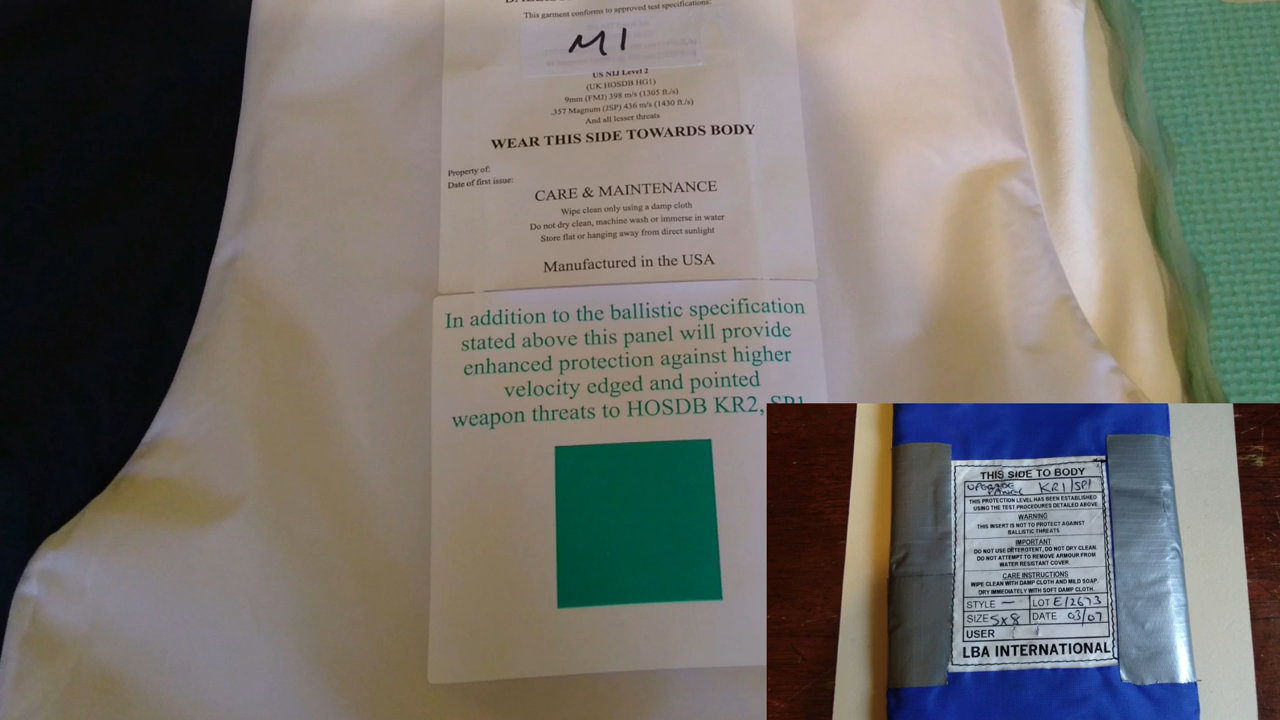 This garment conforms to approved test specifications:
M1
US NIJ Level 2
(UK HOSDB HG1)
9mm (FMJ) 398 m/s (1305 ft./s)
.357 Magnum (JSP) 436 m/s (1430 ft./s)
And all lesser threats
WEAR THIS SIDE TOWARDS BODY
Property of:
Date of first issue:
CARE & MAINTENANCE
Wipe clean only using a damp cloth
Do not dry clean, machine wash or immerse in water
Store flat or hanging away from direct sunlight
Manufactured in the USA
In addition to the ballistic specification
stated above this panel will provide
enhanced protection against higher
velocity edged and pointed
weapon threats to HOSDB KR2, SP1
THIS SIDE TO BODY
UPGRADE PANEL KR1/SP1
THIS PROTECTION LEVEL HAS BEEN ESTABLISHED
USING THE TEST PROCEDURES DETAILED ABOVE
WARNING
THIS INSERT IS NOT TO PROTECT AGAINST
BALLISTIC THREATS
IMPORTANT
DO NOT USE DETERGTENT, DO NOT DRY CLEAN.
DO NOT ATTEMPT TO REMOVE ARMOUR FROM
WATER RESISTANT COVER.
CARE INSTRUCTIONS
WIPE CLEAN WITH DAMP CLOTH AND MILD SOAP.
DRY IMMEDIATELY WITH SOFT DAMP CLOTH.
STYLE — LOT E/2673
SIZE 5x8 DATE 03/07
USER
LBA INTERNATIONAL